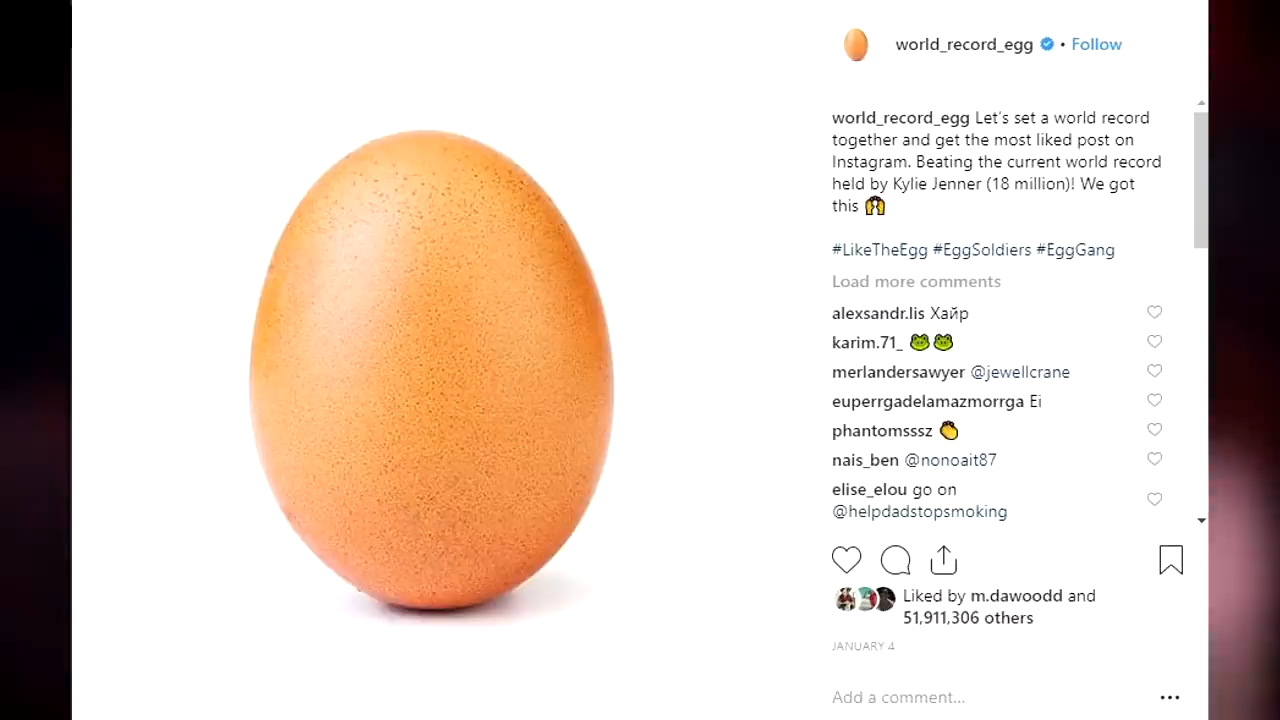 world_record_egg • Follow
world_record_egg Let's set a world record
together and get the most liked post on
Instagram. Beating the current world record
held by Kylie Jenner (18 million)! We got
this 🙌
#LikeTheEgg #EggSoldiers #EggGang
Load more comments
alexsandr.lis Хайр
karim.71_ 🐸🐸
merlandersawyer @jewellcrane
euperrgadelamazmorrga Ei
phantomsssz 👏
nais_ben @nonoait87
elise_elou go on
@helpdadstopsmoking
Liked by m.dawoodd and
51,911,306 others
JANUARY 4
Add a comment...